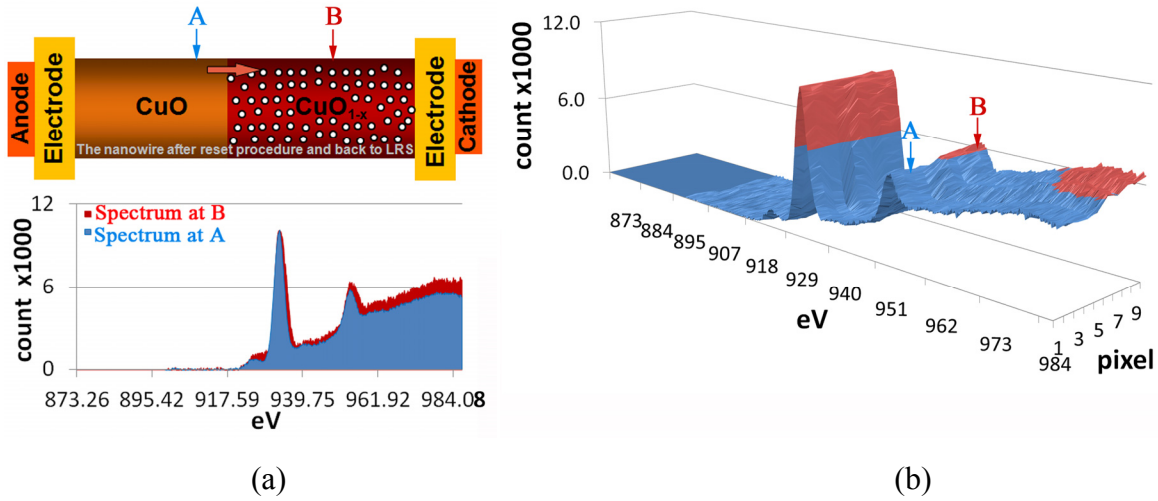 A
B
Anode
Electrode
CuO
CuO1-x
Electrode
Cathode
The nanowire after reset procedure and back to LRS
12
6
0
count x1000
Spectrum at B
Spectrum at A
873.26 895.42 917.59 939.75 961.92 984.08
8
eV
(a)
12.0
6.0
0.0
count x1000
A
B
873
884
895
907
918
929
940
951
962
973
984
eV
1
3
5
7
9
pixel
(b)